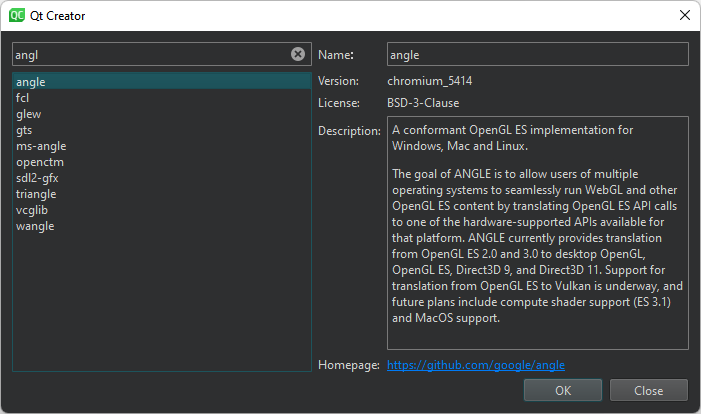 QC Qt Creator
angl
Name:
angle
angle
fcl
glew
gts
ms-angle
openctm
sdl2-gfx
triangle
vcglib
wangle
Version:
chromium_5414
License:
BSD-3-Clause
Description:
A conformant OpenGL ES implementation for
Windows, Mac and Linux.
The goal of ANGLE is to allow users of multiple
operating systems to seamlessly run WebGL and other
OpenGL ES content by translating OpenGL ES API calls
to one of the hardware-supported APIs available for
that platform. ANGLE currently provides translation
from OpenGL ES 2.0 and 3.0 to desktop OpenGL,
OpenGL ES, Direct3D 9, and Direct3D 11. Support for
translation from OpenGL ES to Vulkan is underway, and
future plans include compute shader support (ES 3.1)
and MacOS support.
Homepage:
https://github.com/google/angle
OK
Close